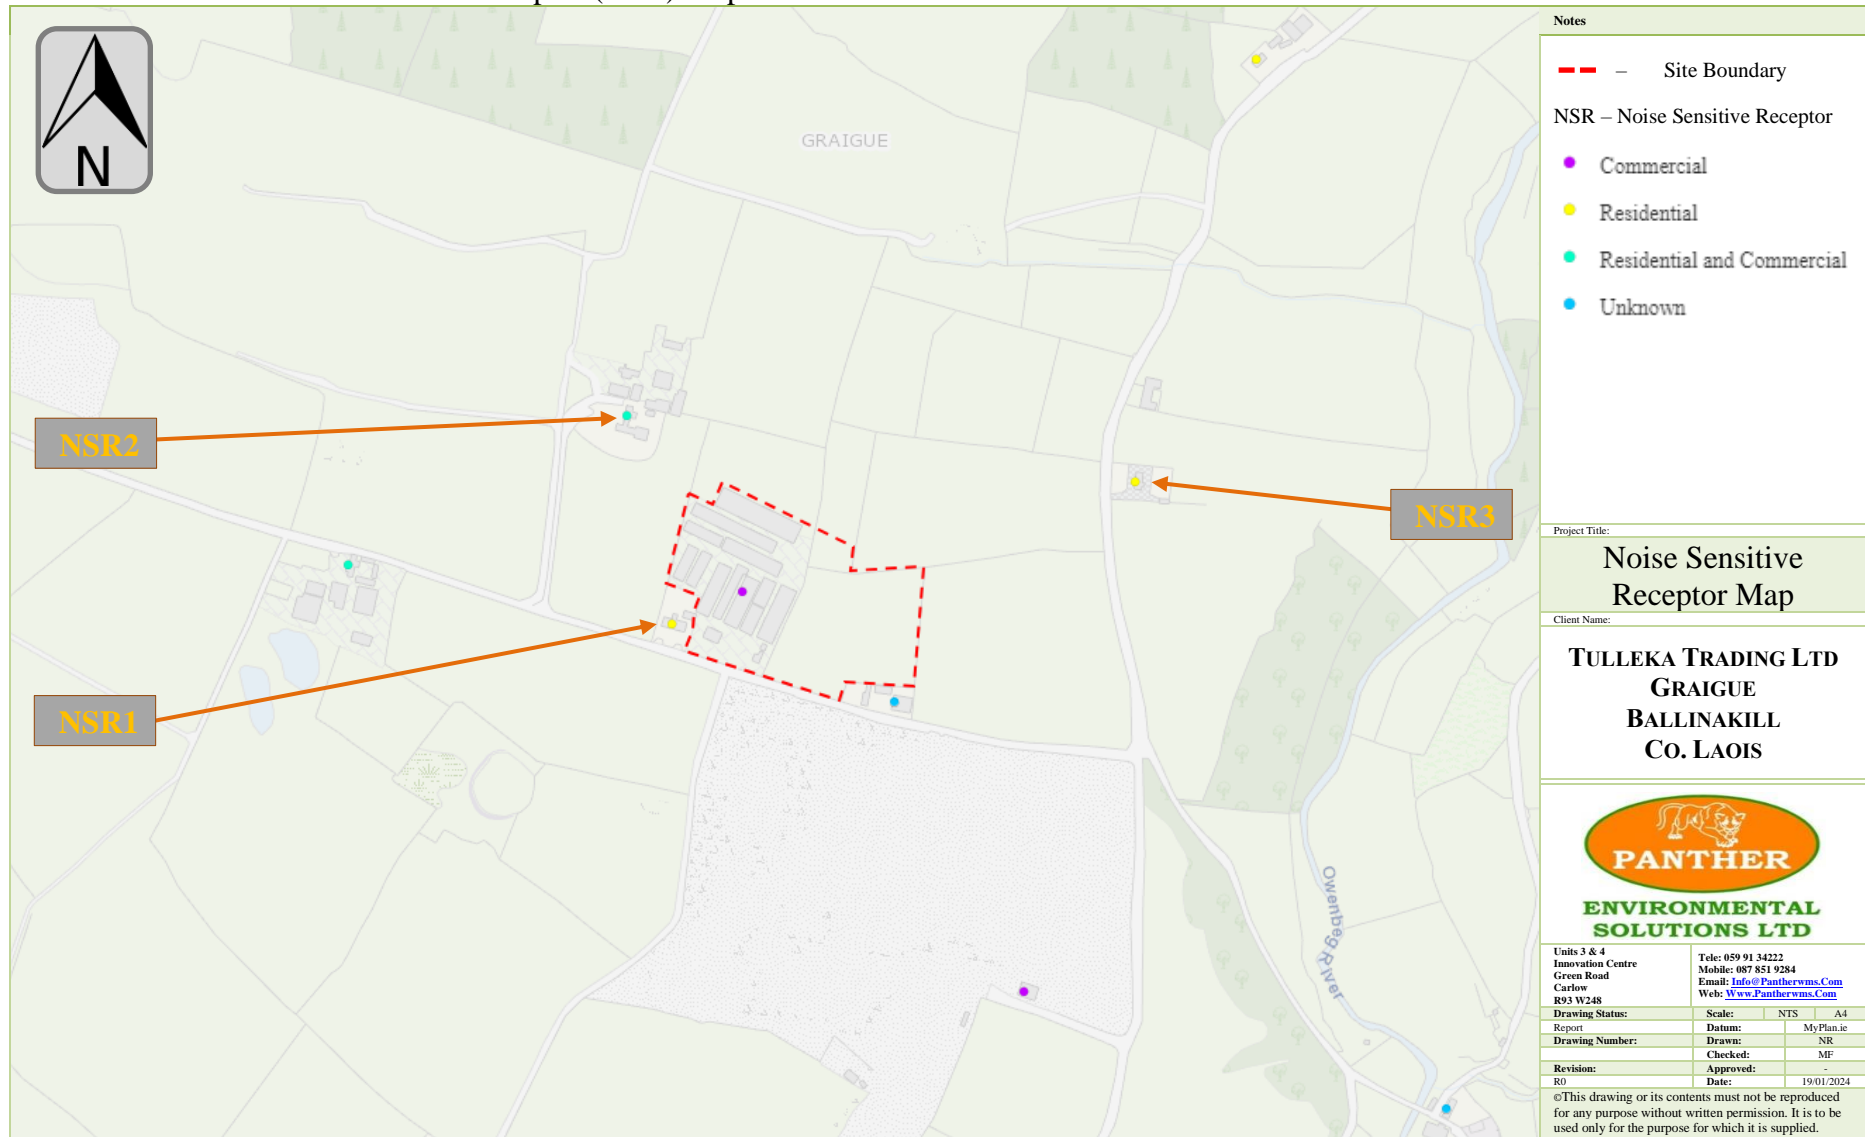 Notes
Site Boundary
NSR – Noise Sensitive Receptor
Commercial
Residential
Residential and Commercial
Unknown
N
GRAIGUE
NSR2
NSR3
NSR1
Owenbeg River
Project Title:
Noise Sensitive
Receptor Map
Client Name:
TULLEKA TRADING LTD
GRAIGUE
BALLINAKILL
CO. LAOIS
PANTHER
ENVIRONMENTAL
SOLUTIONS LTD
Units 3 & 4
Innovation Centre
Green Road
Carlow
R93 W248
Tele: 059 91 34222
Mobile: 087 851 9284
Email: Info@Pantherwms.Com
Web: Www.Pantherwms.Com
Drawing Status: Scale: NTS A4
Report Datum: MyPlan.ie
Drawing Number: Drawn: NR
Checked: MF
Revision: Approved: -
R0 Date: 19/01/2024
©This drawing or its contents must not be reproduced
for any purpose without written permission. It is to be
used only for the purpose for which it is supplied.